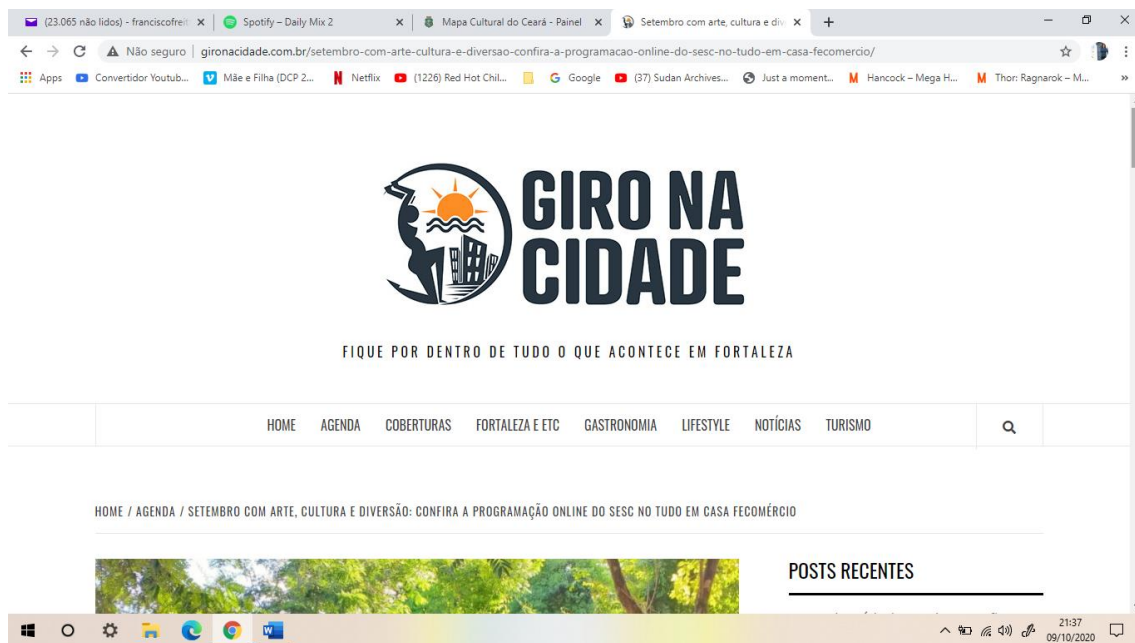 (23.065 não lidos) - franciscofreit
Spotify – Daily Mix 2
Mapa Cultural do Ceará - Painel
Setembro com arte, cultura e div
Não seguro | gironacidade.com.br/setembro-com-arte-cultura-e-diversao-confira-a-programacao-online-do-sesc-no-tudo-em-casa-fecomercio/
Apps Convertidor Youtub... Mãe e Filha (DCP 2... Netflix (1226) Red Hot Chil... Google (37) Sudan Archives... Just a moment... Hancock – Mega H... Thor: Ragnarok – M... »
GIRO NA
CIDADE
FIQUE POR DENTRO DE TUDO O QUE ACONTECE EM FORTALEZA
HOME AGENDA COBERTURAS FORTALEZA E ETC GASTRONOMIA LIFESTYLE NOTÍCIAS TURISMO
HOME / AGENDA / SETEMBRO COM ARTE, CULTURA E DIVERSÃO: CONFIRA A PROGRAMAÇÃO ONLINE DO SESC NO TUDO EM CASA FECOMÉRCIO
POSTS RECENTES
21:37
09/10/2020